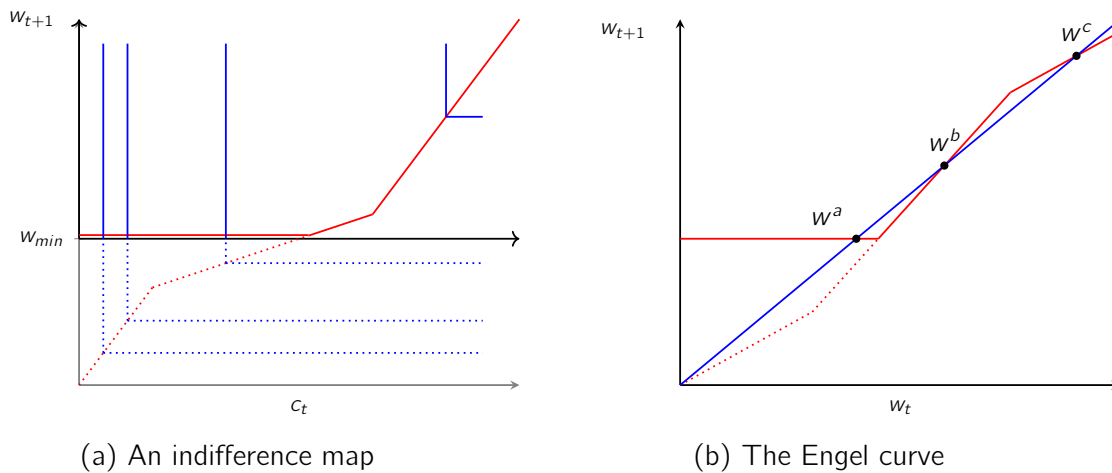 w_{t+1}
w_{min}
c_t
(a) An indifference map
w_{t+1}
w^c
w^b
w^a
w_t
(b) The Engel curve